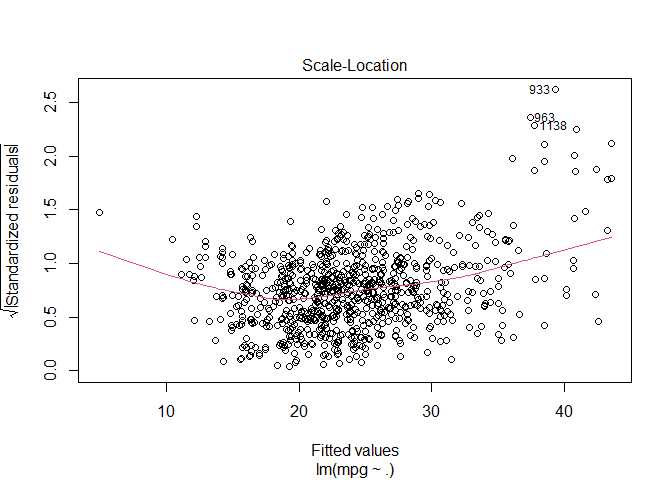 Scale-Location
√|Standardized residuals|
2.5
2.0
1.5
1.0
0.5
0.0
933
963
1138
10 20 30 40
Fitted values
lm(mpg ~ .)